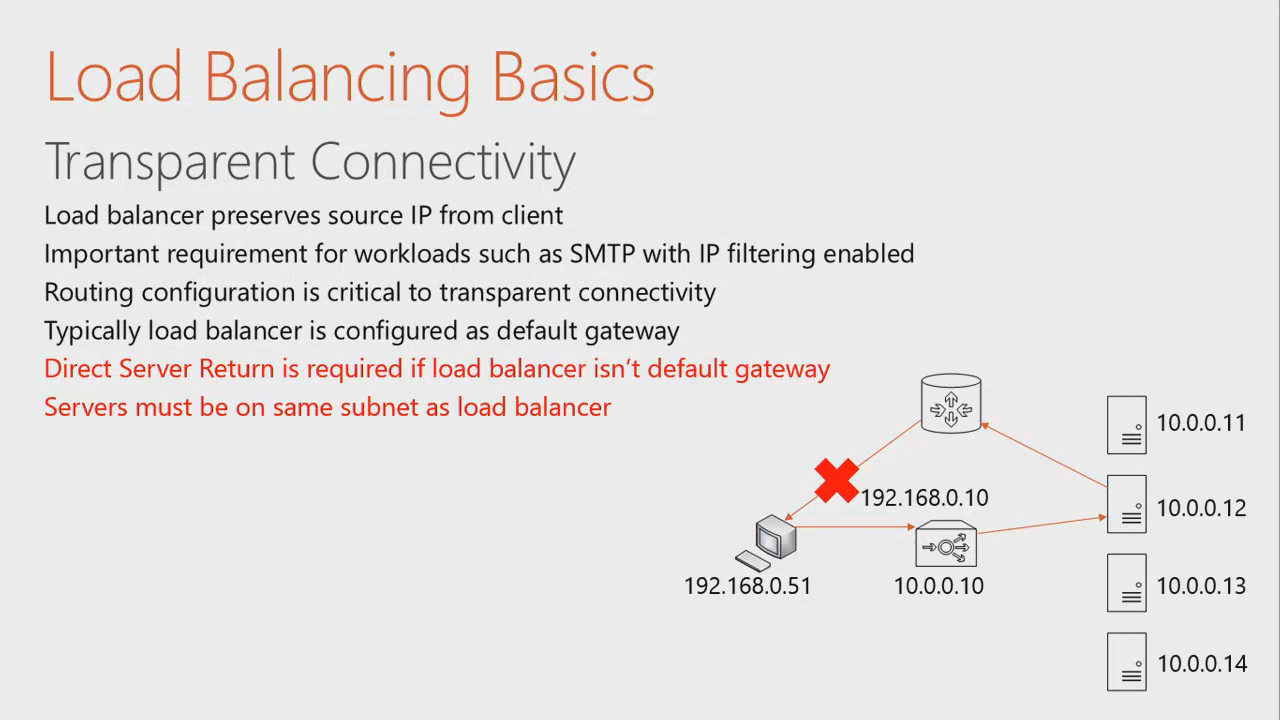 Load Balancing Basics
Transparent Connectivity
Load balancer preserves source IP from client
Important requirement for workloads such as SMTP with IP filtering enabled
Routing configuration is critical to transparent connectivity
Typically load balancer is configured as default gateway
Direct Server Return is required if load balancer isn't default gateway
Servers must be on same subnet as load balancer
10.0.0.11
192.168.0.10
10.0.0.12
192.168.0.51
10.0.0.10
10.0.0.13
10.0.0.14